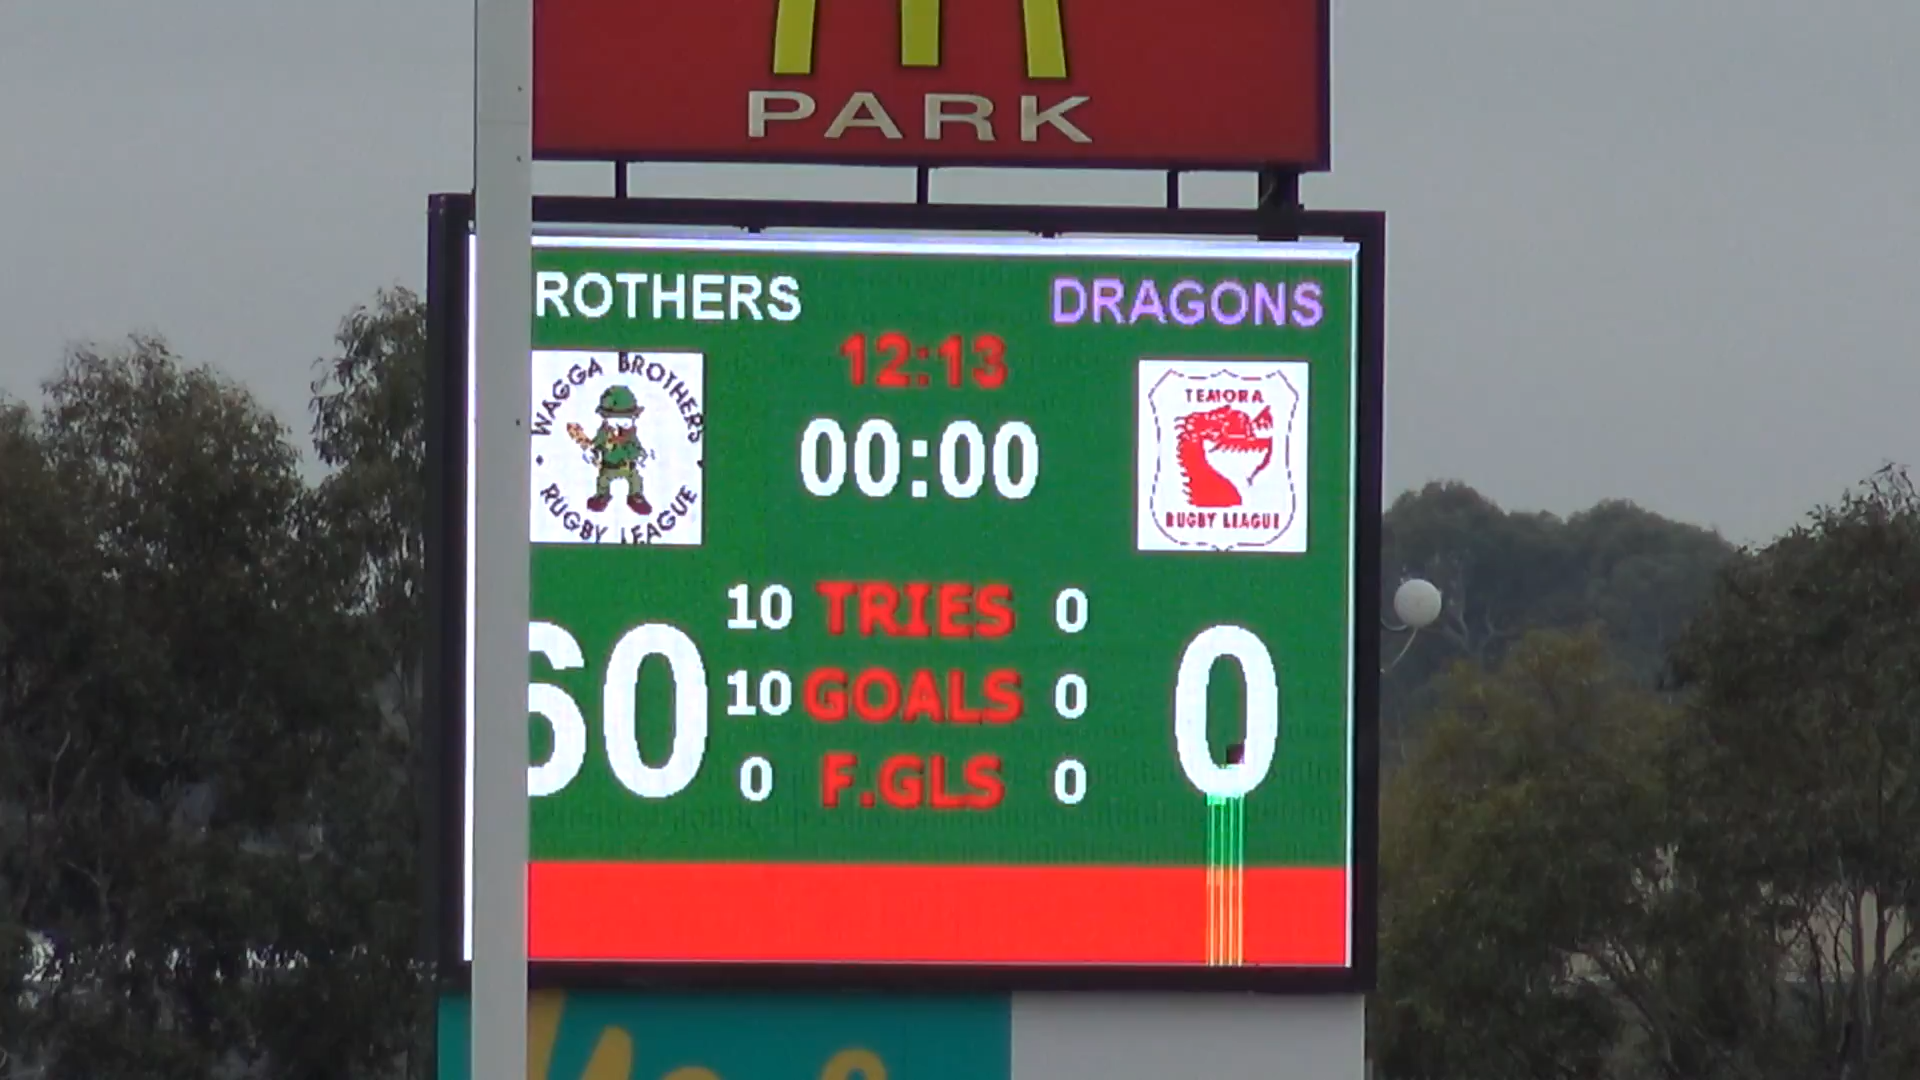 PARK
ROTHERS DRAGONS
12:13
WAGGA BROTHERS
RUGBY LEAGUE
00:00
TEMORA
RUGBY LEAGUE
10 TRIES 0
60 10 GOALS 0 0
0 F.GLS 0